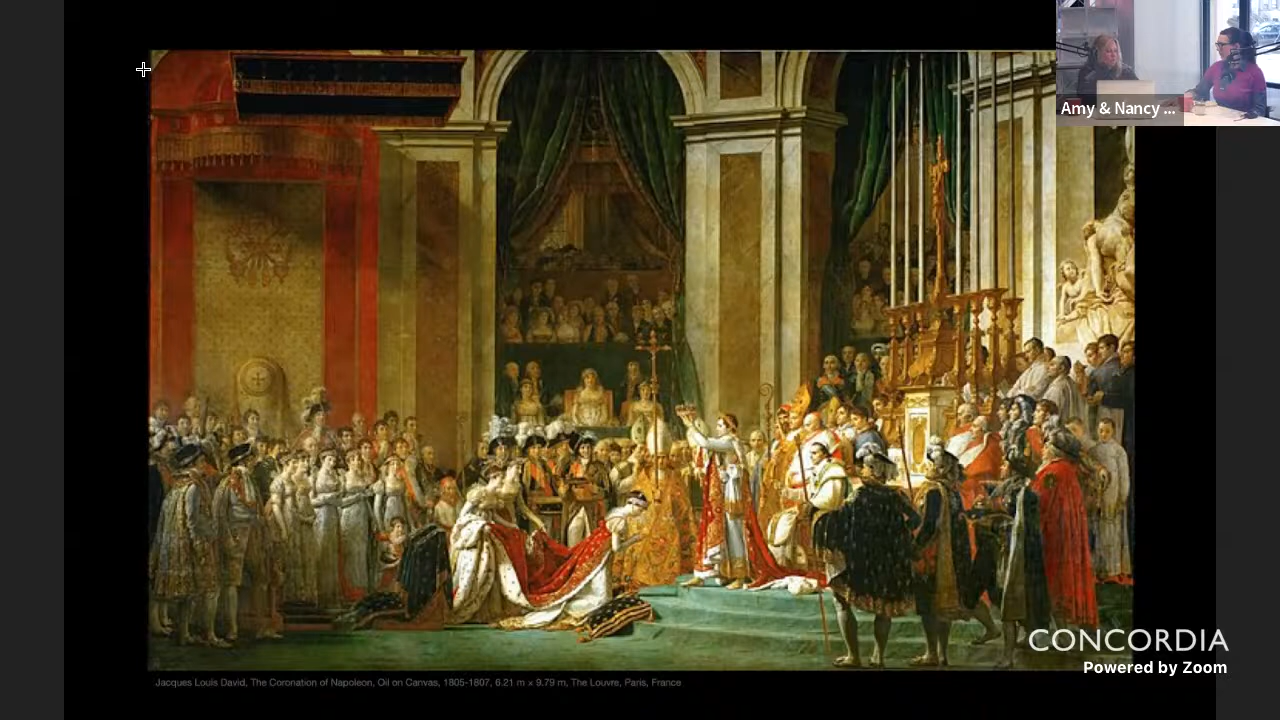 Amy & Nancy ...
CONCORDIA
Powered by Zoom
Jacques Louis David, The Coronation of Napoleon, Oil on Canvas, 1805-1807, 6.21 m x 9.79 m, The Louvre, Paris, France